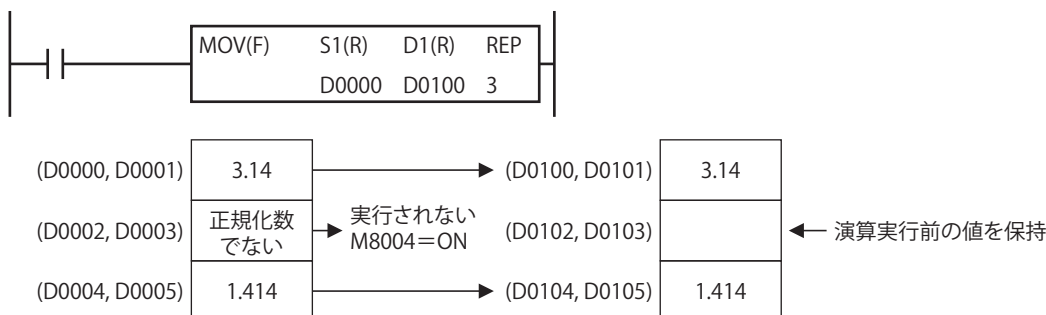 MOV(F) S1(R) D1(R) REP
D0000 D0100 3
(D0000, D0001) 3.14 (D0100, D0101) 3.14
(D0002, D0003) 正規化数
でない 実行されない
M8004=ON (D0102, D0103) 演算実行前の値を保持
(D0004, D0005) 1.414 (D0104, D0105) 1.414